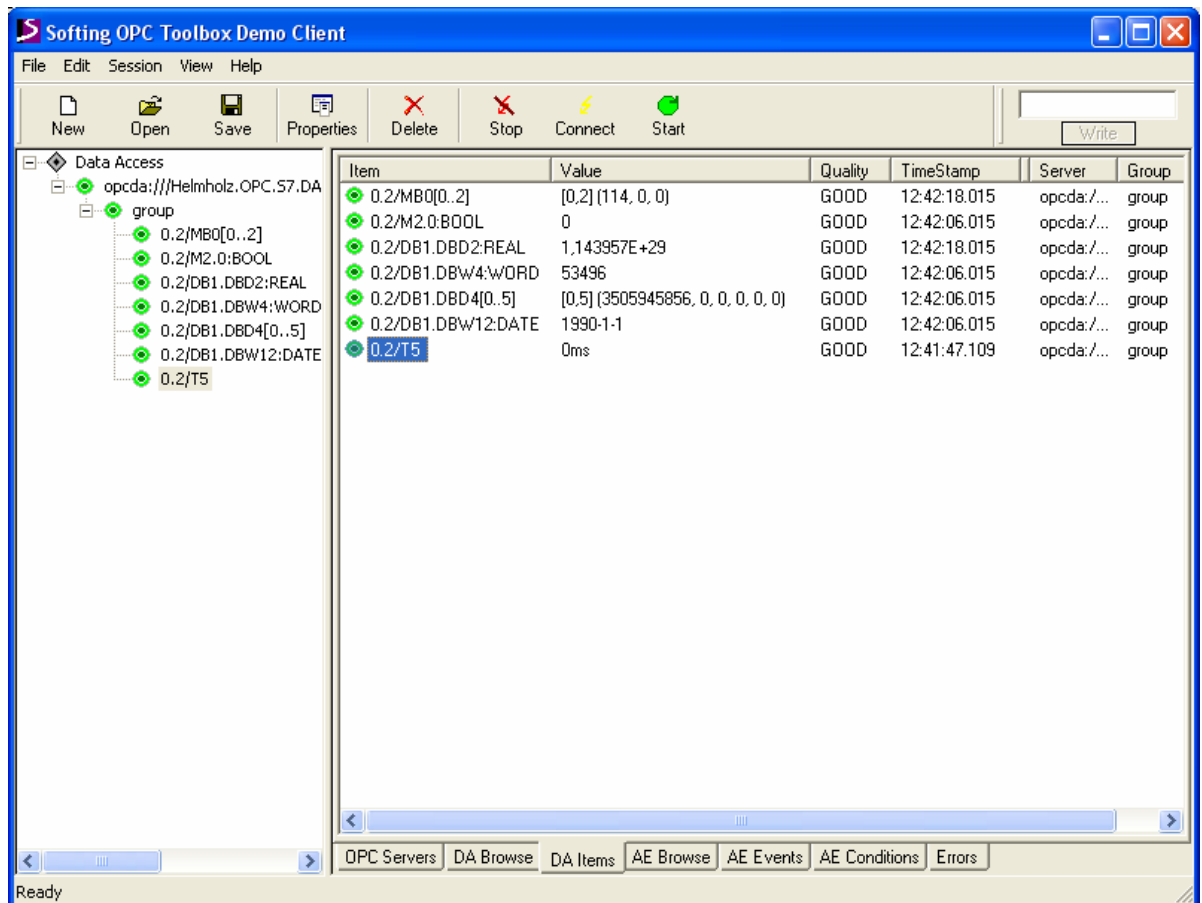 Softing OPC Toolbox Demo Client
File Edit Session View Help
New Open Save Properties Delete Stop Connect Start Write
Data Access
opcda:///Helmholz.OPC.S7.DA
group
0.2/MB0[0..2]
0.2/M2.0:BOOL
0.2/DB1.DBD2:REAL
0.2/DB1.DBW4:WORD
0.2/DB1.DBD4[0..5]
0.2/DB1.DBW12:DATE
0.2/T5
Item Value Quality TimeStamp Server Group
0.2/MB0[0..2] [0,2] (114, 0, 0) GOOD 12:42:18.015 opcda:/... group
0.2/M2.0:BOOL 0 GOOD 12:42:06.015 opcda:/... group
0.2/DB1.DBD2:REAL 1,143957E+29 GOOD 12:42:18.015 opcda:/... group
0.2/DB1.DBW4:WORD 53496 GOOD 12:42:06.015 opcda:/... group
0.2/DB1.DBD4[0..5] [0,5] (3505945856, 0, 0, 0, 0, 0) GOOD 12:42:06.015 opcda:/... group
0.2/DB1.DBW12:DATE 1990-1-1 GOOD 12:42:06.015 opcda:/... group
0.2/T5 0ms GOOD 12:41:47.109 opcda:/... group
OPC Servers DA Browse DA Items AE Browse AE Events AE Conditions Errors
Ready